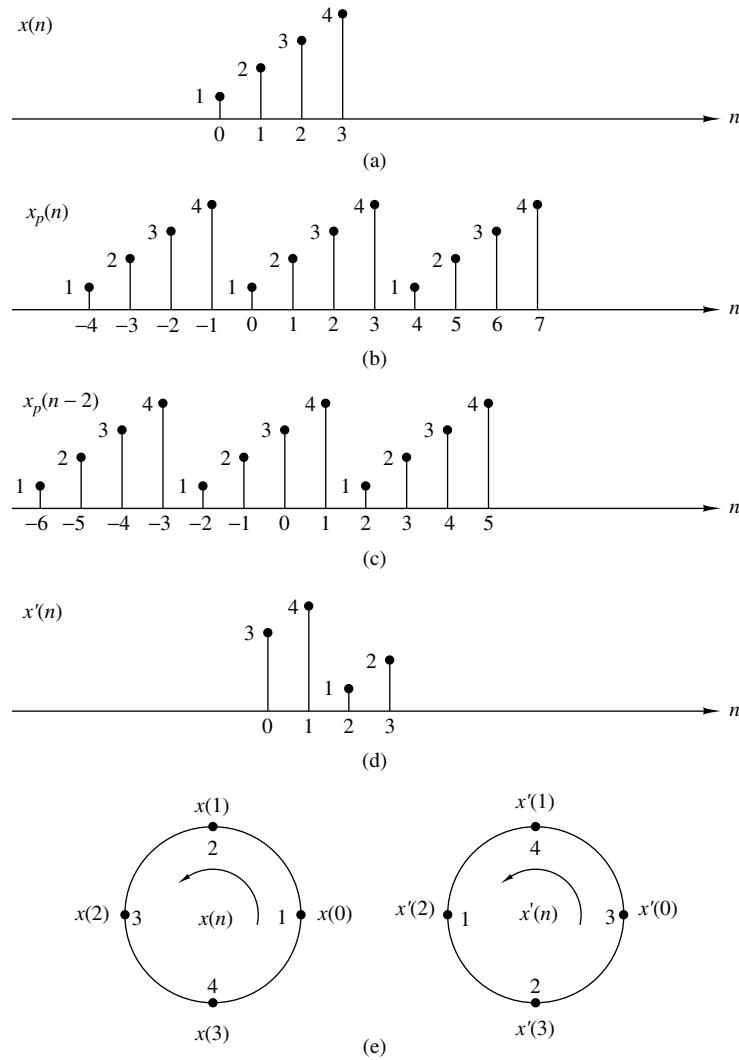 x(n)
1 2 3 4
n
0 1 2 3
(a)
x_p(n)
1 2 3 4 1 2 3 4 1 2 3 4
n
−4 −3 −2 −1 0 1 2 3 4 5 6 7
(b)
x_p(n − 2)
1 2 3 4 1 2 3 4 1 2 3 4
n
−6 −5 −4 −3 −2 −1 0 1 2 3 4 5
(c)
x′(n)
3 4 1 2
n
0 1 2 3
(d)
x(1)
2
x(2) 3 x(n) 1 x(0)
4
x(3)
x′(1)
4
x′(2) 1 x'(n) 3 x′(0)
2
x′(3)
(e)